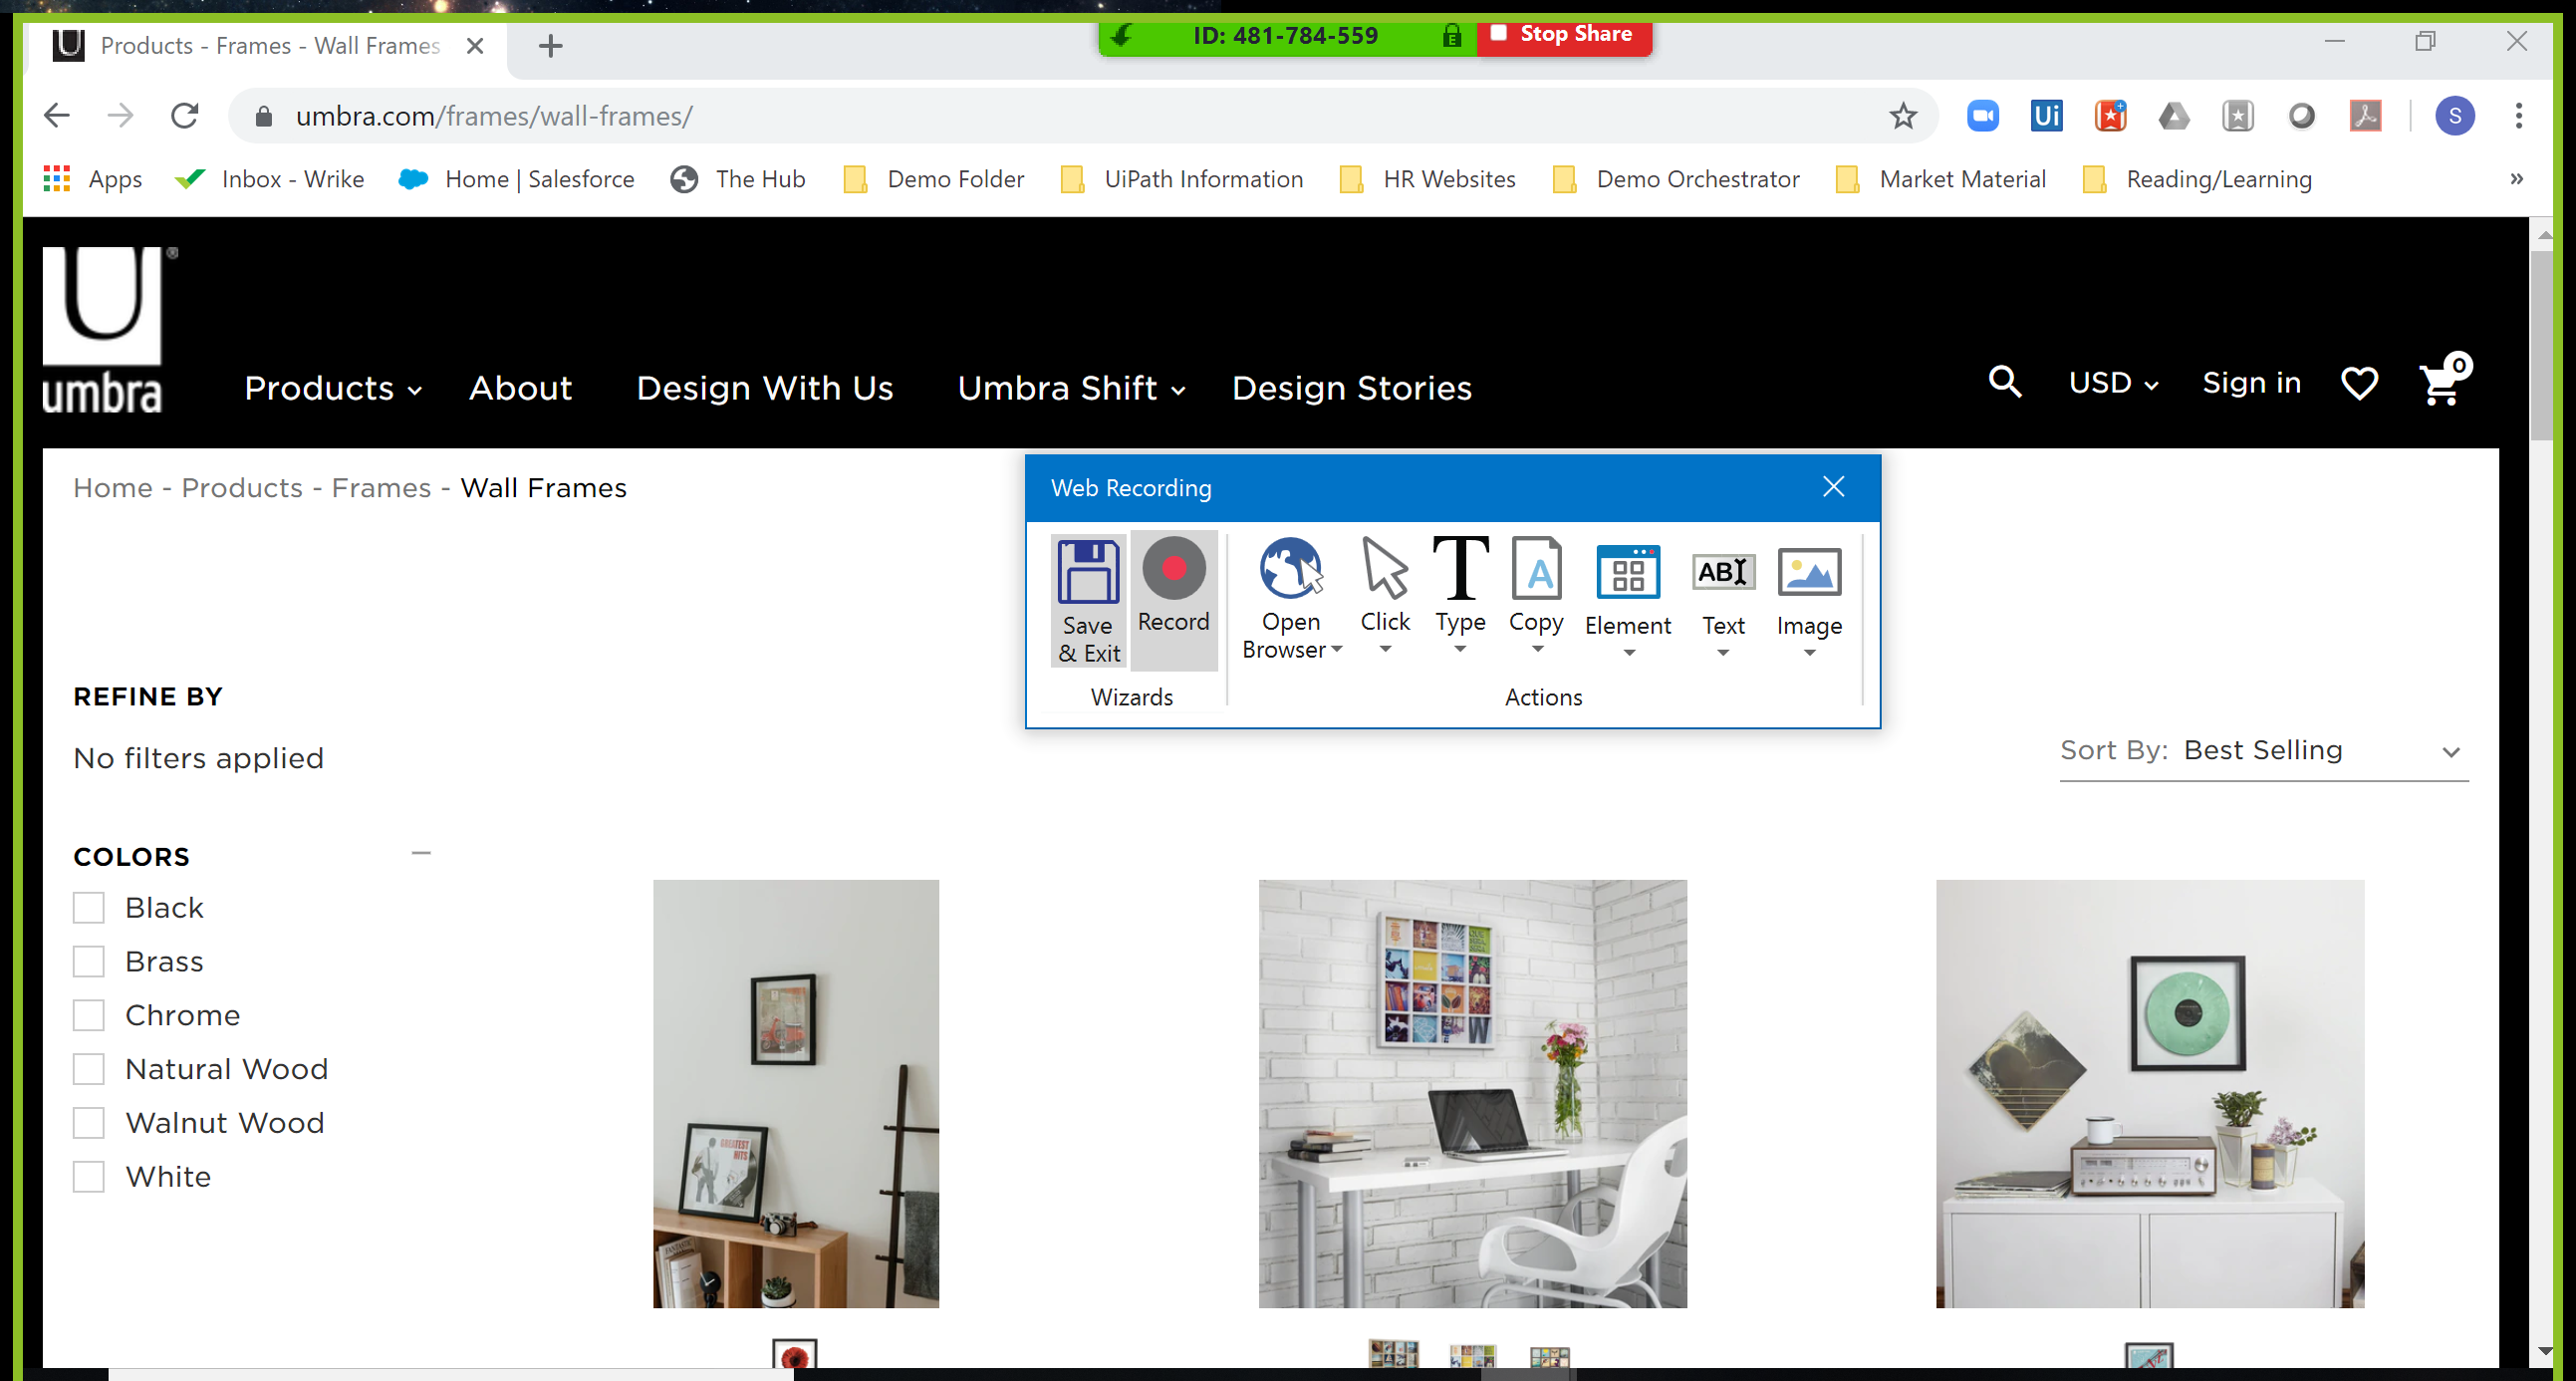 Products - Frames - Wall Frames
ID: 481-784-559
Stop Share
umbra.com/frames/wall-frames/
Ui
S
Apps
Inbox - Wrike
Home | Salesforce
The Hub
Demo Folder
UiPath Information
HR Websites
Demo Orchestrator
Market Material
Reading/Learning
»
U
umbra
Products
About
Design With Us
Umbra Shift
Design Stories
USD
Sign in
0
Home - Products - Frames - Wall Frames
Web Recording
Save & Exit
Record
Open Browser
Click
Type
Copy
Element
Text
Image
Wizards
Actions
REFINE BY
No filters applied
Sort By: Best Selling
COLORS
Black
Brass
Chrome
Natural Wood
Walnut Wood
White
GREATEST HITS